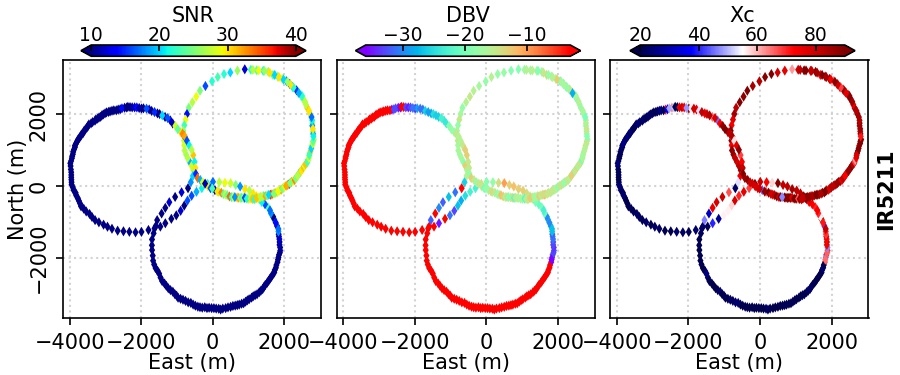 SNR DBV Xc
10 20 30 40 −30 −20 −10 20 40 60 80
2000
0
−2000
North (m)
−4000 −2000 0 2000 −4000 −2000 0 2000 −4000 −2000 0 2000
East (m) East (m) East (m)
IR5211